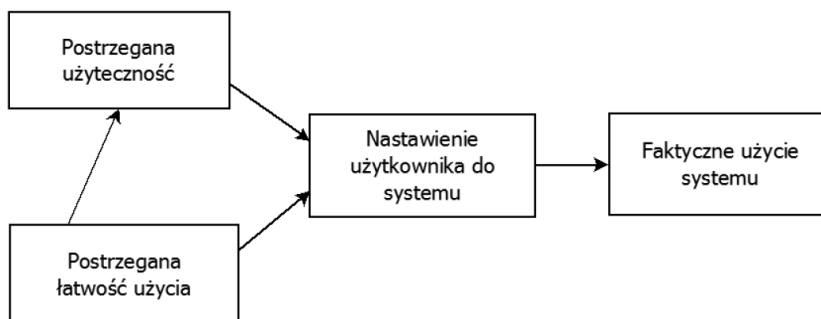 Postrzegana
użyteczność
Nastawienie
użytkownika do
systemu
Faktyczne użycie
systemu
Postrzegana
łatwość użycia